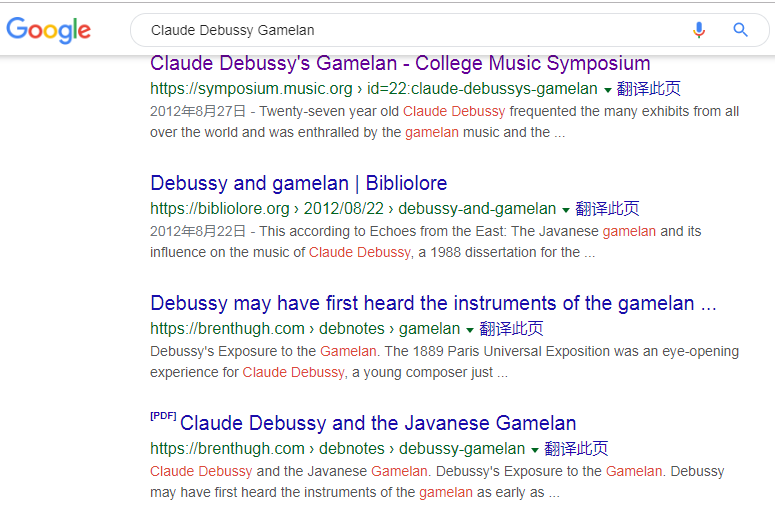 Google
Claude Debussy Gamelan
Claude Debussy's Gamelan - College Music Symposium
https://symposium.music.org › id=22:claude-debussys-gamelan 翻译此页
2012年8月27日 - Twenty-seven year old Claude Debussy frequented the many exhibits from all
over the world and was enthralled by the gamelan music and the ...
Debussy and gamelan | Bibliolore
https://bibliolore.org › 2012/08/22 › debussy-and-gamelan 翻译此页
2012年8月22日 - This according to Echoes from the East: The Javanese gamelan and its
influence on the music of Claude Debussy, a 1988 dissertation for the ...
Debussy may have first heard the instruments of the gamelan ...
https://brenthugh.com › debnotes › gamelan 翻译此页
Debussy's Exposure to the Gamelan. The 1889 Paris Universal Exposition was an eye-opening
experience for Claude Debussy, a young composer just ...
[PDF] Claude Debussy and the Javanese Gamelan
https://brenthugh.com › debnotes › debussy-gamelan 翻译此页
Claude Debussy and the Javanese Gamelan. Debussy's Exposure to the Gamelan. Debussy
may have first heard the instruments of the gamelan as early as ...